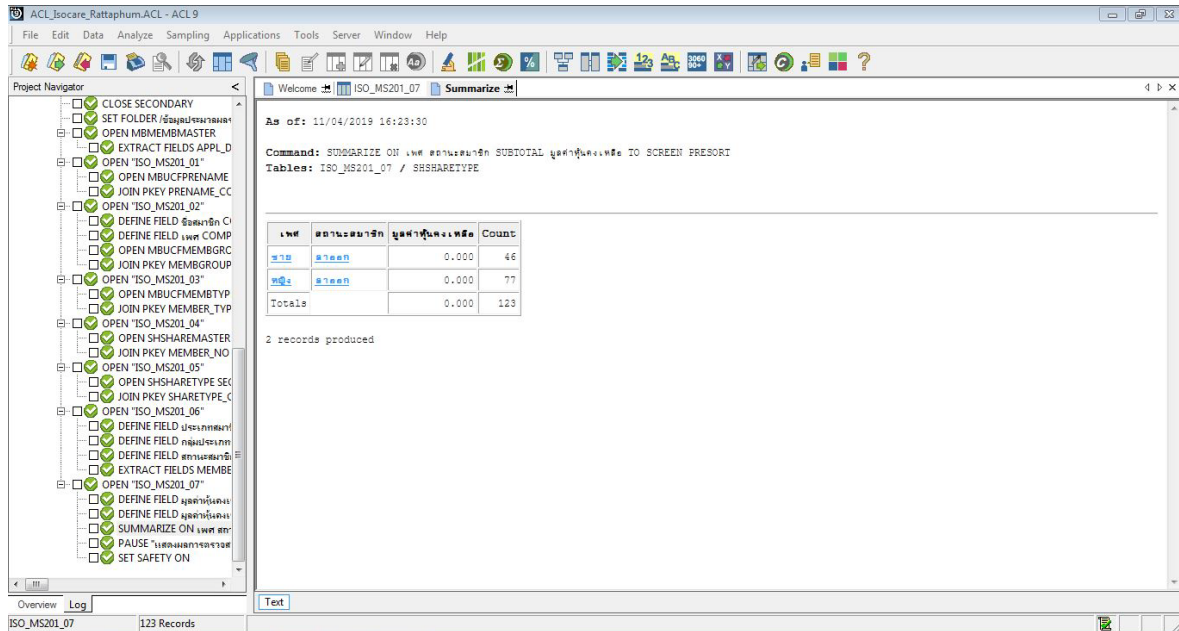 ACL_Isocare_Rattaphum.ACL - ACL 9
File Edit Data Analyze Sampling Applications Tools Server Window Help
Project Navigator <
CLOSE SECONDARY
SET FOLDER /ข้อมูลประมวลผลร
OPEN MBMEMBMASTER
EXTRACT FIELDS APPL_D
OPEN "ISO_MS201_01"
OPEN MBUCFPRENAME
JOIN PKEY PRENAME_CC
OPEN "ISO_MS201_02"
DEFINE FIELD ชื่อสมาชิก C
DEFINE FIELD เพศ COMP
OPEN MBUCFMEMBGRC
JOIN PKEY MEMBGROUP
OPEN "ISO_MS201_03"
OPEN MBUCFMEMBTYP
JOIN PKEY MEMBER_TYP
OPEN "ISO_MS201_04"
OPEN SHSHAREMASTER
JOIN PKEY MEMBER_NO
OPEN "ISO_MS201_05"
OPEN SHSHARETYPE SEC
JOIN PKEY SHARETYPE_C
OPEN "ISO_MS201_06"
DEFINE FIELD ประเภทสมาชิ
DEFINE FIELD กลุ่มประเภท
DEFINE FIELD สถานะสมาชิ
EXTRACT FIELDS MEMBE
OPEN "ISO_MS201_07"
DEFINE FIELD มูลค่าหุ้นคงเ
DEFINE FIELD มูลค่าหุ้นคงเ
SUMMARIZE ON เพศ สถ
PAUSE "แสดงผลการตรวจส
SET SAFETY ON
Overview Log
ISO_MS201_07 123 Records
Welcome ISO_MS201_07 Summarize
As of: 11/04/2019 16:23:30
Command: SUMMARIZE ON เพศ สถานะสมาชิก SUBTOTAL มูลค่าหุ้นคงเหลือ TO SCREEN PRESORT
Tables: ISO_MS201_07 / SHSHARETYPE
เพศ สถานะสมาชิก มูลค่าหุ้นคงเหลือ Count
ชาย ลาออก 0.000 46
หญิง ลาออก 0.000 77
Totals 0.000 123
2 records produced
Text